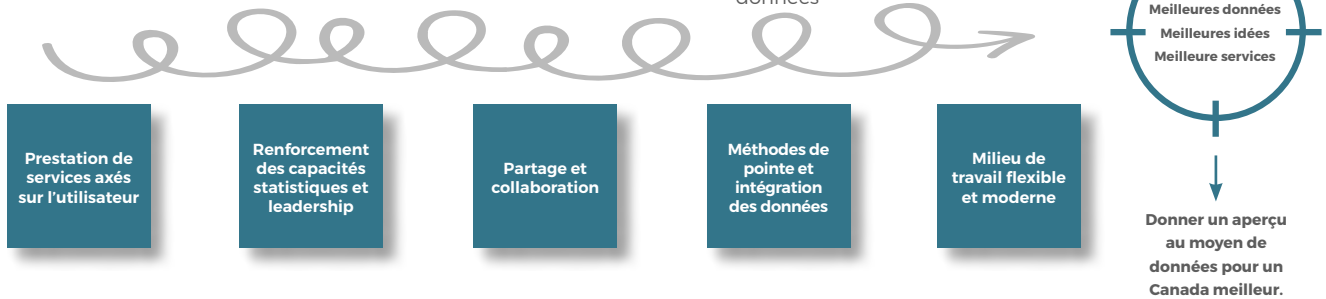 données
Meilleures données
Meilleures idées
Meilleure services
Prestation de
services axés
sur l'utilisateur
Renforcement
des capacités
statistiques et
leadership
Partage et
collaboration
Méthodes de
pointe et
intégration
des données
Milieu de
travail flexible
et moderne
Donner un aperçu
au moyen de
données pour un
Canada meilleur.